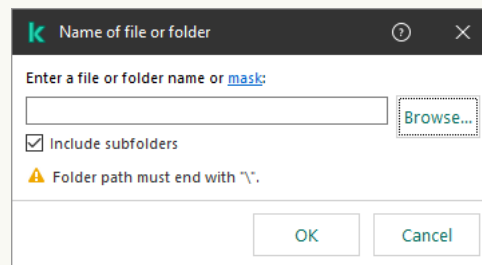 Name of file or folder
Enter a file or folder name or mask:
Browse...
Include subfolders
Folder path must end with "\".
OK Cancel